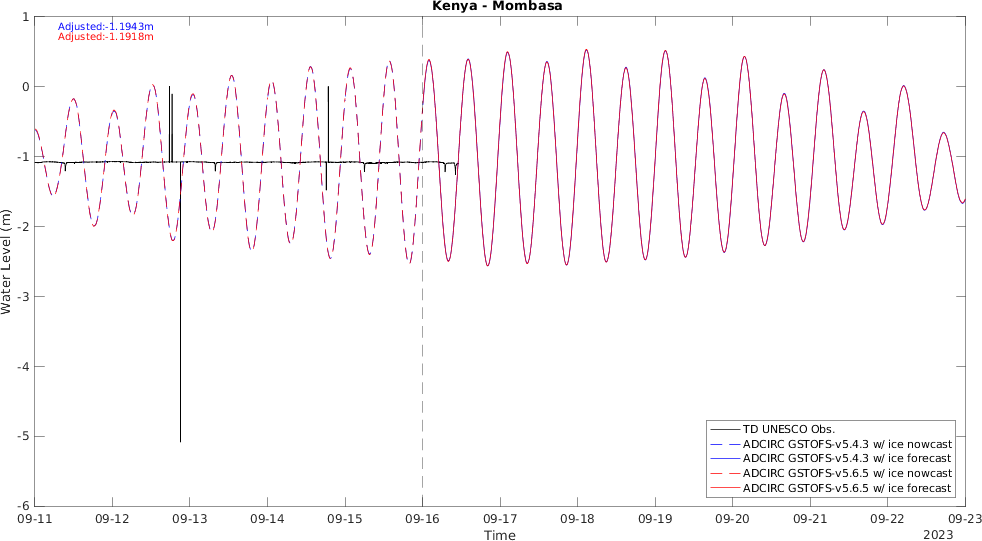 Kenya - Mombasa
Adjusted:-1.1943m
Adjusted:-1.1918m
1
0
-1
-2
-3
-4
-5
-6
Water Level (m)
TD UNESCO Obs.
ADCIRC GSTOFS-v5.4.3 w/ ice nowcast
ADCIRC GSTOFS-v5.4.3 w/ ice forecast
ADCIRC GSTOFS-v5.6.5 w/ ice nowcast
ADCIRC GSTOFS-v5.6.5 w/ ice forecast
09-11 09-12 09-13 09-14 09-15 09-16 09-17 09-18 09-19 09-20 09-21 09-22 09-23
Time
2023